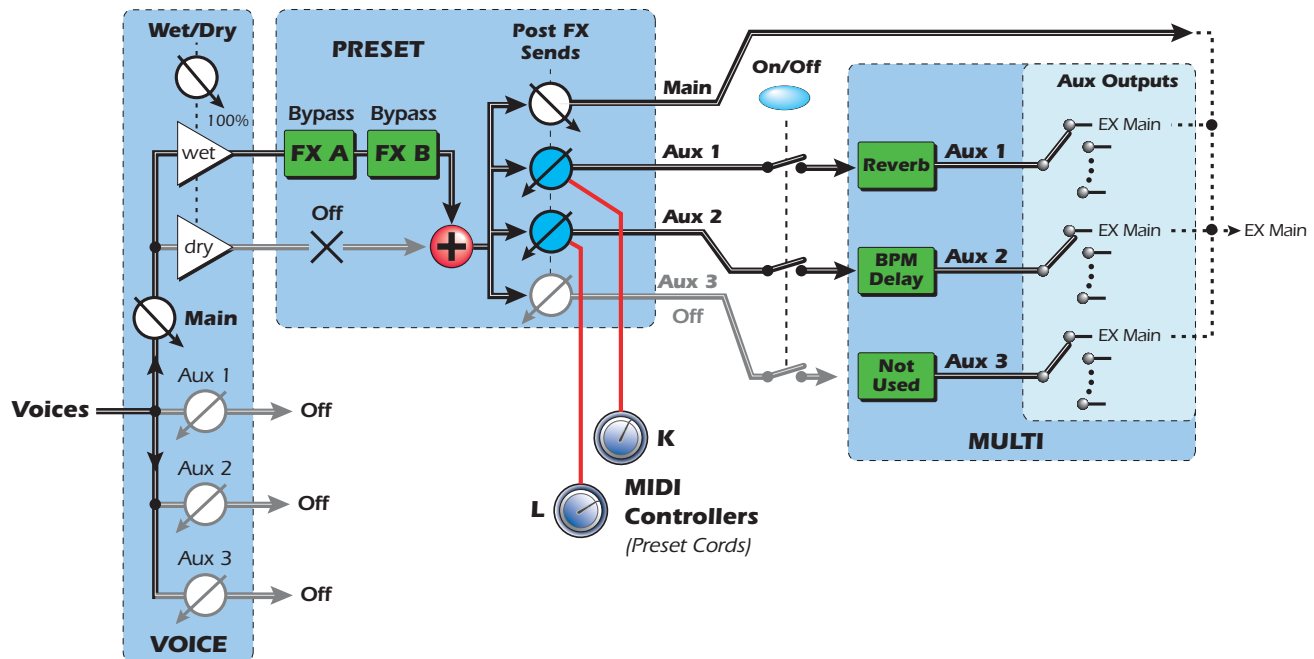 Wet/Dry
100%
wet
dry
Main
Aux 1
Off
Voices
Aux 2
Off
Aux 3
Off
VOICE
PRESET
Post FX
Sends
Bypass
Bypass
FX A
FX B
Off
Main
Aux 1
Aux 2
Aux 3
Off
On/Off
K
L
MIDI
Controllers
(Preset Cords)
Aux Outputs
Reverb
Aux 1
EX Main
BPM
Delay
Aux 2
EX Main
EX Main
Not
Used
Aux 3
EX Main
MULTI